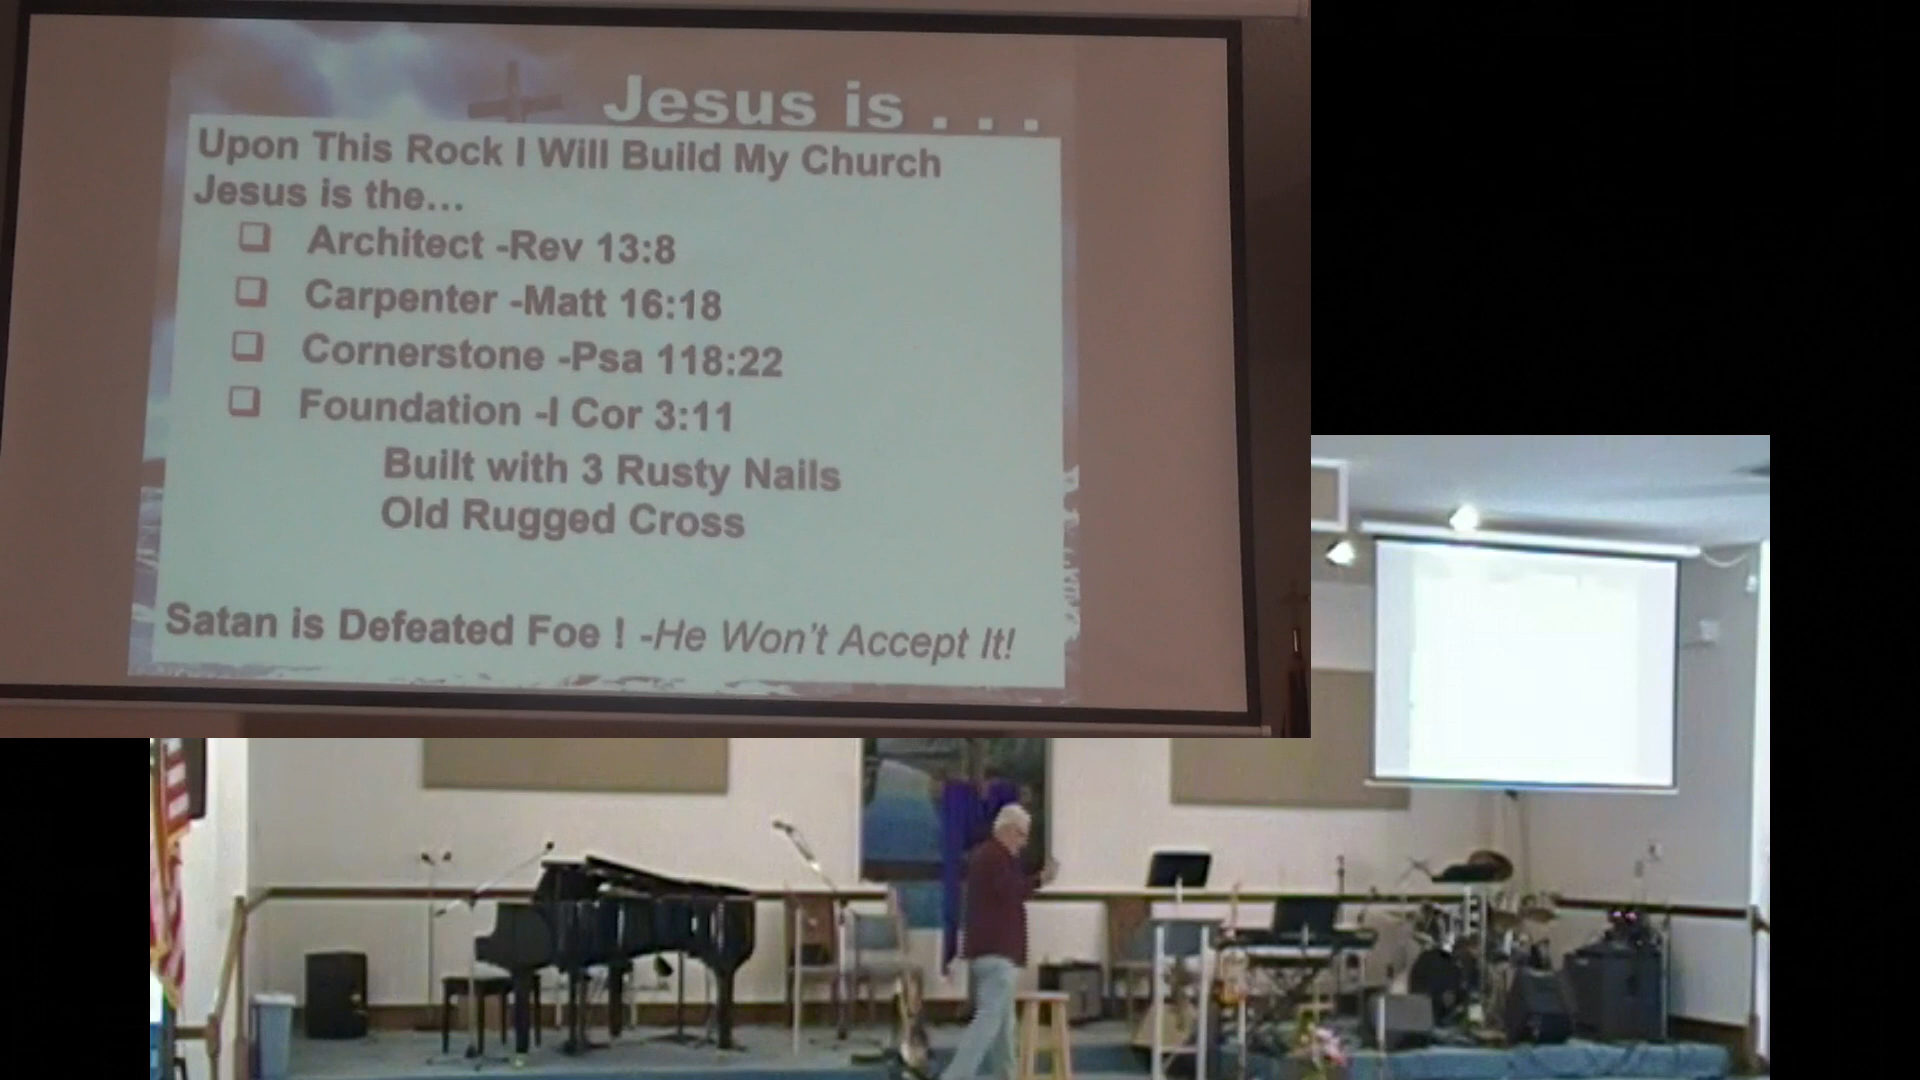 Jesus is . . .
Upon This Rock I Will Build My Church
Jesus is the...
❑ Architect -Rev 13:8
❑ Carpenter -Matt 16:18
❑ Cornerstone -Psa 118:22
❑ Foundation -I Cor 3:11
Built with 3 Rusty Nails
Old Rugged Cross
Satan is Defeated Foe ! -He Won't Accept It!